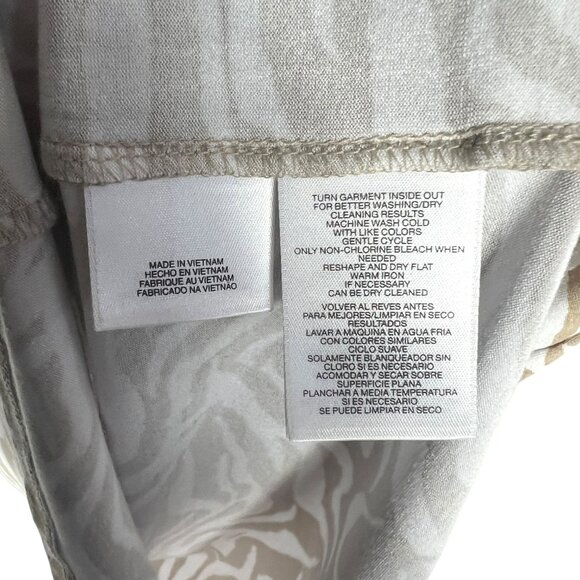 MADE IN VIETNAM
HECHO EN VIETNAM
FABRIQUE AU VIETNAM
FABRICADO NA VIETNÃO
TURN GARMENT INSIDE OUT
FOR BETTER WASHING/DRY
CLEANING RESULTS
MACHINE WASH COLD
WITH LIKE COLORS
GENTLE CYCLE
ONLY NON-CHLORINE BLEACH WHEN
NEEDED
RESHAPE AND DRY FLAT
WARM IRON
IF NECESSARY
CAN BE DRY CLEANED
VOLVER AL REVES ANTES
PARA MEJORES/LIMPIAR EN SECO
RESULTADOS
LAVAR A MAQUINA EN AGUA FRIA
CON COLORES SIMILARES
CICLO SUAVE
SOLAMENTE BLANQUEADOR SIN
CLORO SI ES NECESARIO
ACOMODAR Y SECAR SOBRE
SUPERFICIE PLANA
PLANCHAR A MEDIA TEMPERATURA
SI ES NECESARIO
SE PUEDE LIMPIAR EN SECO